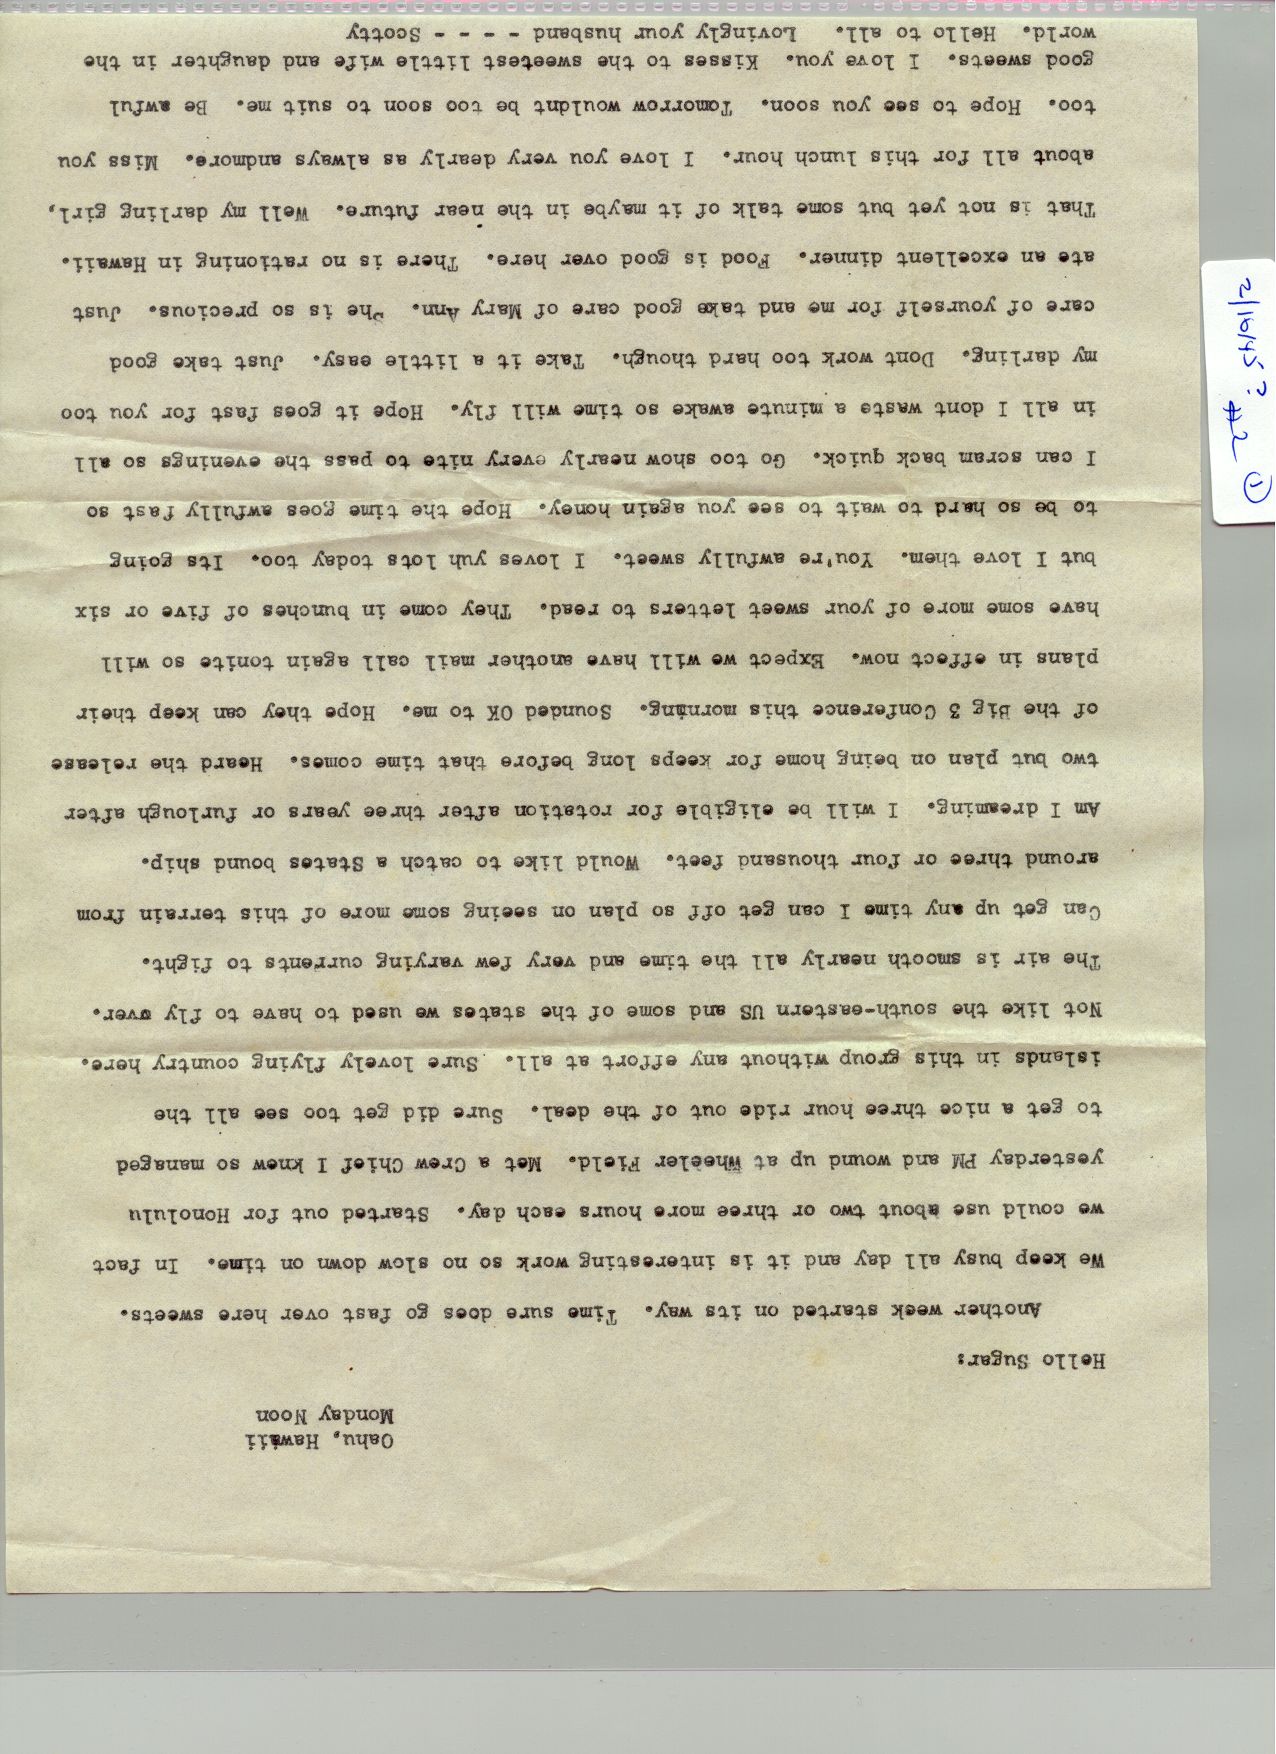 Oahu, Hawaii
Monday Noon
Hello Sugar:
Another week started on its way. Time sure does go fast over here sweets.
We keep busy all day and it is interesting work so no slow down on time. In fact
we could use about two or three more hours each day. Started out for Honolulu
yesterday PM and wound up at Wheeler Field. Met a Crew Chief I knew so managed
to get a nice three hour ride out of the deal. Sure did get too see all the
islands in this group without any effort at all. Sure lovely flying country here.
Not like the south-eastern US and some of the states we used to have to fly over.
The air is smooth nearly all the time and very few varying currents to fight.
Can get up any time I can get off so plan on seeing some more of this terrain from
around three or four thousand feet. Would like to catch a States bound ship.
Am I dreaming. I will be eligible for rotation after three years or furlough after
two but plan on being home for keeps long before that time comes. Heard the release
of the Big 3 Conference this morning. Sounded OK to me. Hope they can keep their
plans in effect now. Expect we will have another mail call again tonite so will
have some more of your sweet letters to read. They come in bunches of five or six
but I love them. You're awfully sweet. I loves yuh lots today too. Its going
to be so hard to wait to see you again honey. Hope the time goes awfully fast so
I can scram back quick. Go too show nearly every nite to pass the evenings so all
in all I dont waste a minute awake so time will fly. Hope it goes fast for you too
my darling. Dont work too hard though. Take it a little easy. Just take good
care of yourself for me and take good care of Mary Ann. She is so precious. Just
ate an excellent dinner. Food is good over here. There is no rationing in Hawaii.
That is not yet but some talk of it maybe in the near future. Well my darling girl,
about all for this lunch hour. I love you very dearly as always andmore. Miss you
too. Hope to see you soon. Tomorrow wouldnt be too soon to suit me. Be awful
good sweets. I love you. Kisses to the sweetest little wife and daughter in the
world. Hello to all. Lovingly your husband - - - - Scotty
#2
①